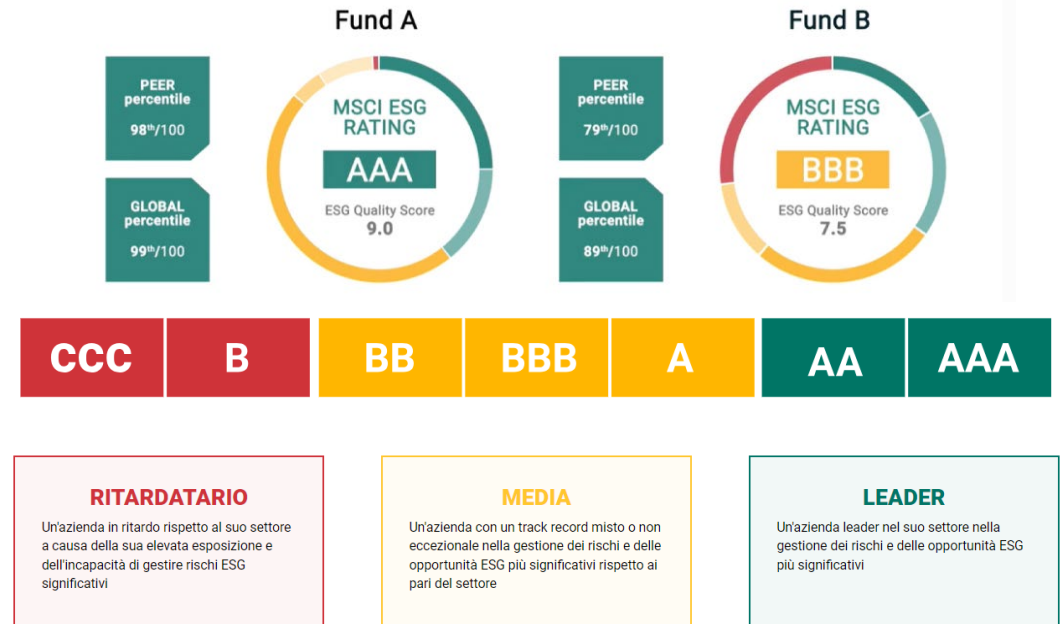 Fund A
PEER
percentile
98th/100
GLOBAL
percentile
99th/100
MSCI ESG
RATING
AAA
ESG Quality Score
9.0
Fund B
PEER
percentile
79th/100
GLOBAL
percentile
89th/100
MSCI ESG
RATING
BBB
ESG Quality Score
7.5
CCC B BB BBB A AA AAA
RITARDATARIO
Un'azienda in ritardo rispetto al suo settore
a causa della sua elevata esposizione e
dell'incapacità di gestire rischi ESG
significativi
MEDIA
Un'azienda con un track record misto o non
eccezionale nella gestione dei rischi e delle
opportunità ESG più significativi rispetto ai
pari del settore
LEADER
Un'azienda leader nel suo settore nella
gestione dei rischi e delle opportunità ESG
più significativi